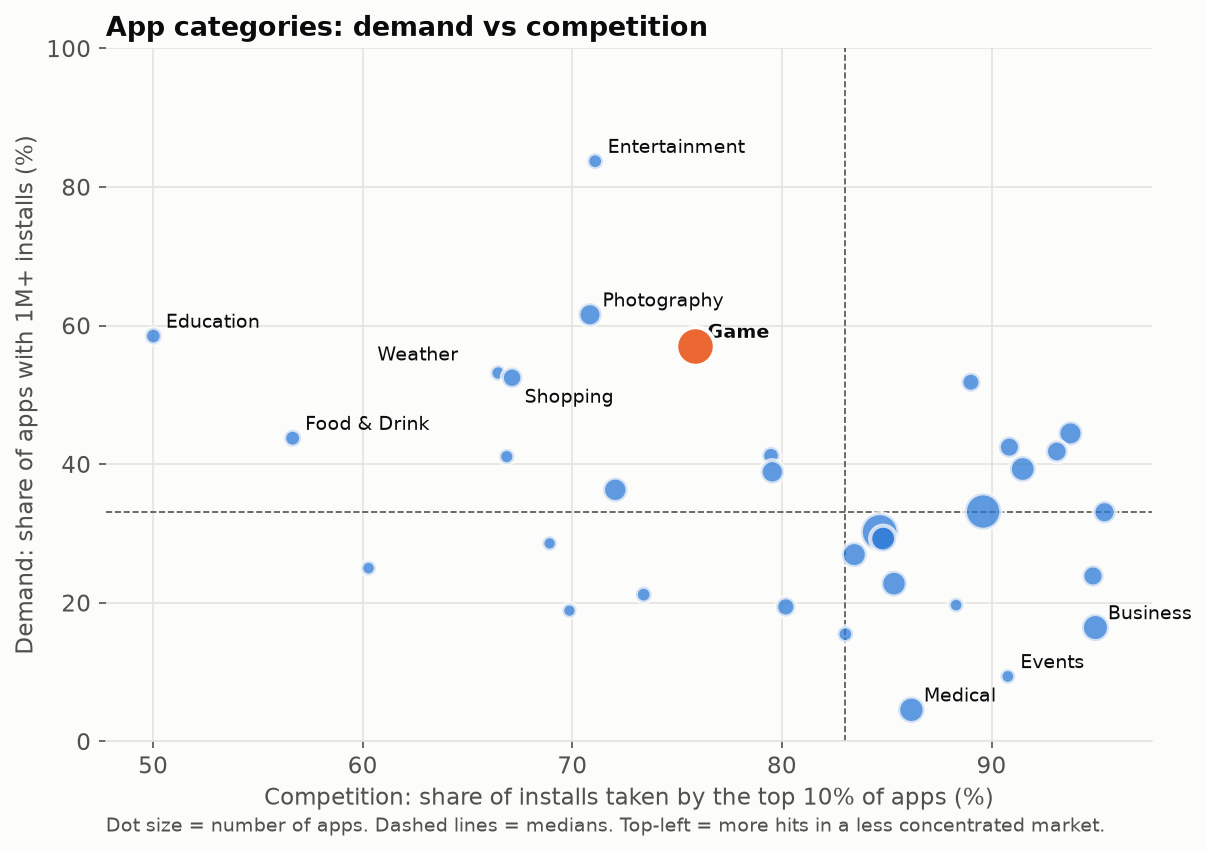 App categories: demand vs competition
Demand: share of apps with 1M+ installs (%)
100
80
60
40
20
0
Entertainment
Photography
Education
Game
Weather
Shopping
Food & Drink
Business
Events
Medical
50
60
70
80
90
Competition: share of installs taken by the top 10% of apps (%)
Dot size = number of apps. Dashed lines = medians. Top-left = more hits in a less concentrated market.